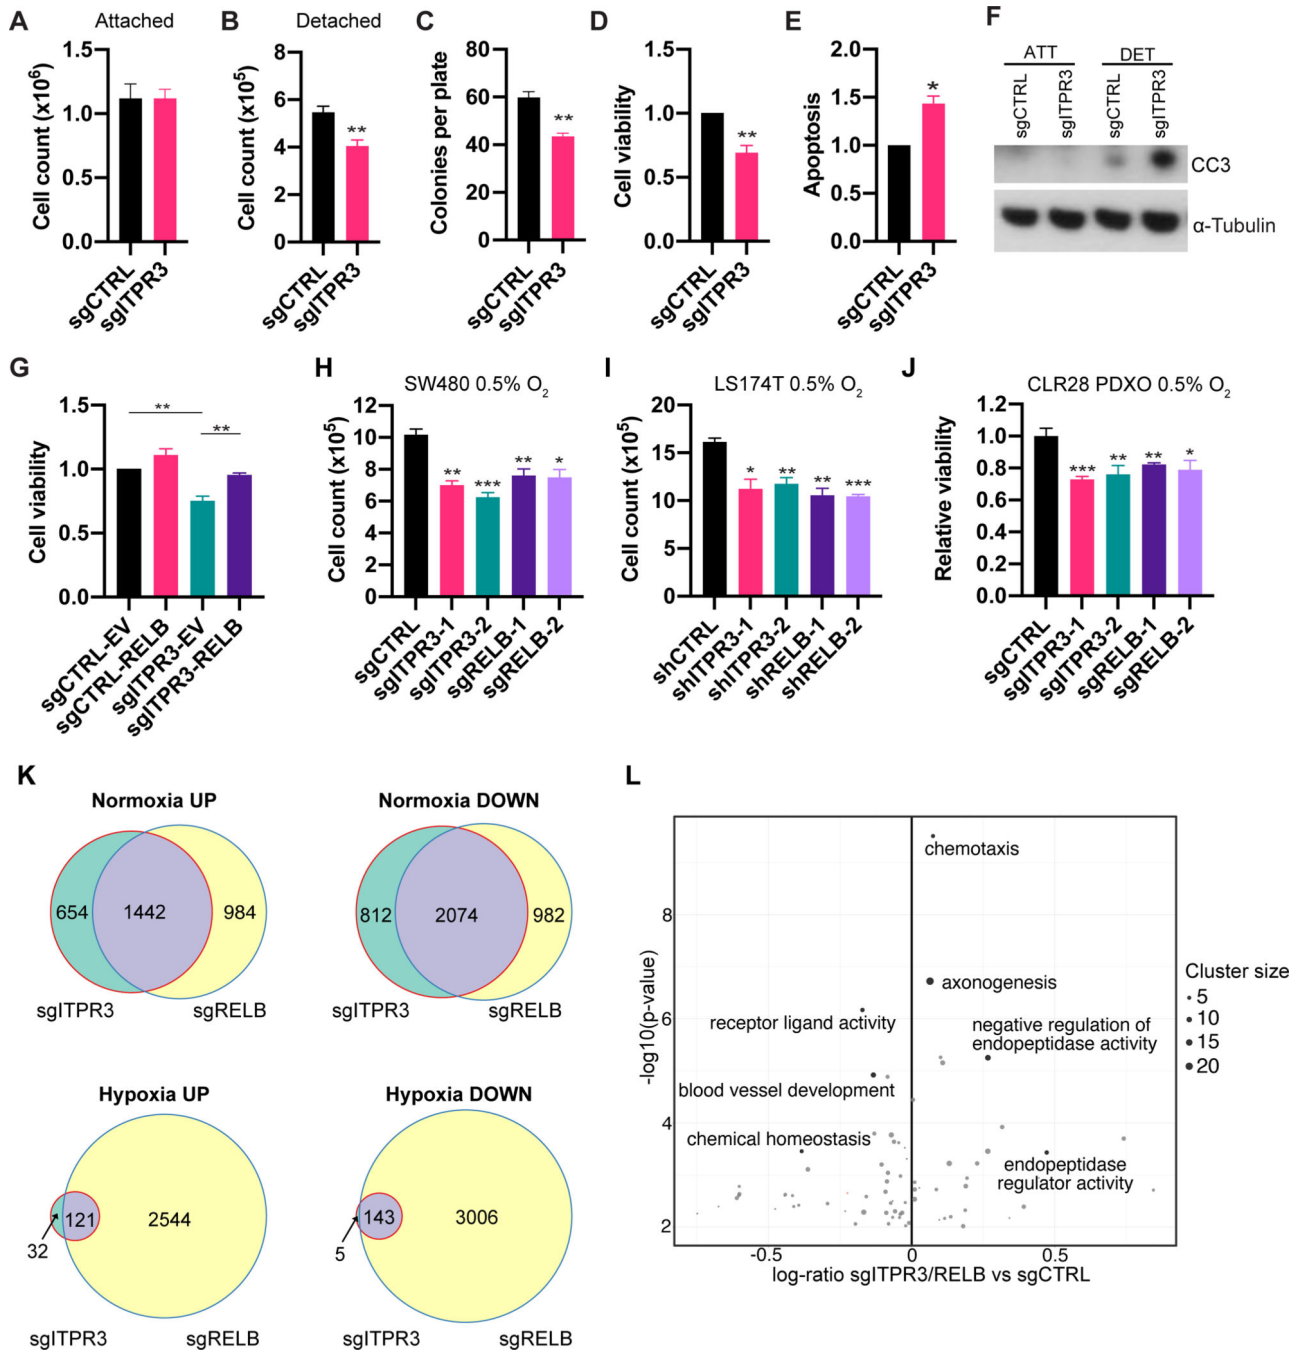 A
Attached
Cell count (x10⁶)
1.5
1.0
0.5
0.0
sgCTRL
sgITPR3
B
Detached
Cell count (x10⁵)
8
6
4
2
0
**
sgCTRL
sgITPR3
C
Colonies per plate
80
60
40
20
0
**
sgCTRL
sgITPR3
D
Cell viability
1.5
1.0
0.5
0.0
**
sgCTRL
sgITPR3
E
Apoptosis
2.0
1.5
1.0
0.5
0.0
*
sgCTRL
sgITPR3
F
ATT
DET
sgCTRL
sgITPR3
sgCTRL
sgITPR3
CC3
α-Tubulin
G
Cell viability
1.5
1.0
0.5
0.0
**
**
sgCTRL-EV
sgCTRL-RELB
sgITPR3-EV
sgITPR3-RELB
H
SW480 0.5% O₂
Cell count (x10⁵)
12
10
8
6
4
2
0
**
***
**
*
sgCTRL
sgITPR3-1
sgITPR3-2
sgRELB-1
sgRELB-2
I
LS174T 0.5% O₂
Cell count (x10⁵)
20
15
10
5
0
*
**
**
***
shCTRL
shITPR3-1
shITPR3-2
shRELB-1
shRELB-2
J
CLR28 PDXO 0.5% O₂
Relative viability
1.2
1.0
0.8
0.6
0.4
0.2
0.0
***
**
**
*
sgCTRL
sgITPR3-1
sgITPR3-2
sgRELB-1
sgRELB-2
K
Normoxia UP
654
1442
984
sgITPR3
sgRELB
Normoxia DOWN
812
2074
982
sgITPR3
sgRELB
Hypoxia UP
121
2544
32
sgITPR3
sgRELB
Hypoxia DOWN
143
3006
5
sgITPR3
sgRELB
L
-log10(p-value)
8
6
4
2
chemotaxis
axonogenesis
receptor ligand activity
negative regulation of
endopeptidase activity
blood vessel development
chemical homeostasis
endopeptidase
regulator activity
-0.5
0
0.5
log-ratio sgITPR3/RELB vs sgCTRL
Cluster size
5
10
15
20